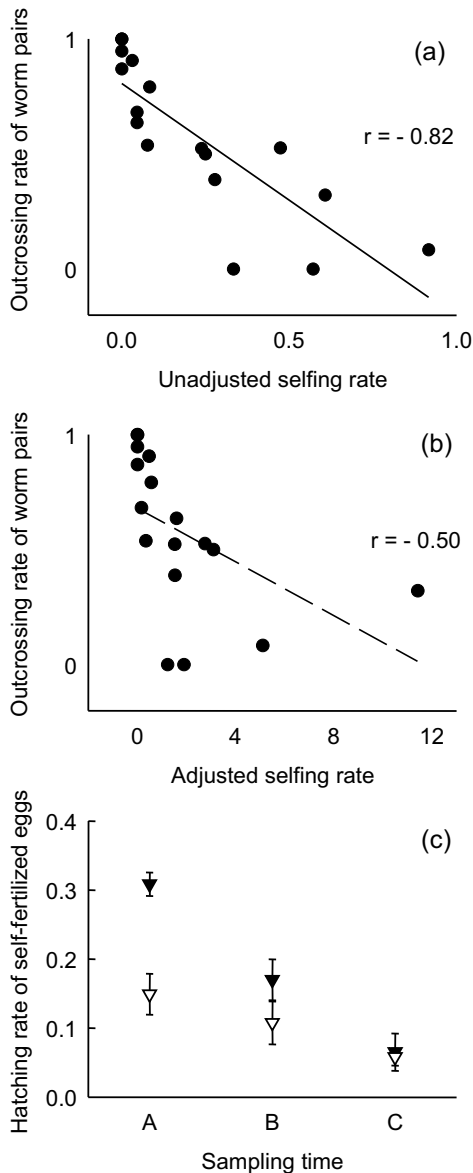 (a)
Outcrossing rate of worm pairs
1
0
r = - 0.82
0.0 0.5 1.0
Unadjusted selfing rate
(b)
Outcrossing rate of worm pairs
1
0
r = - 0.50
0 4 8 12
Adjusted selfing rate
(c)
Hatching rate of self-fertilized eggs
0.4
0.3
0.2
0.1
0.0
A B C
Sampling time